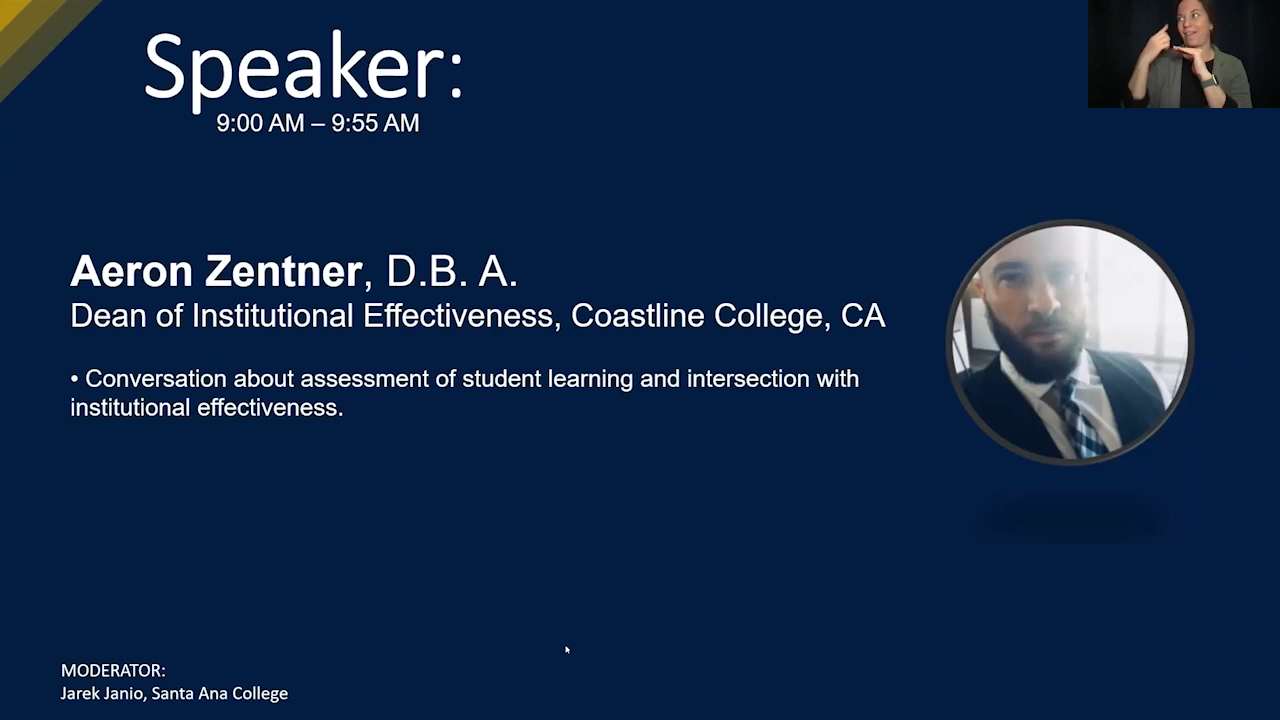 Speaker:
9:00 AM – 9:55 AM
Aeron Zentner, D.B. A.
Dean of Institutional Effectiveness, Coastline College, CA
• Conversation about assessment of student learning and intersection with
institutional effectiveness.
MODERATOR:
Jarek Janio, Santa Ana College